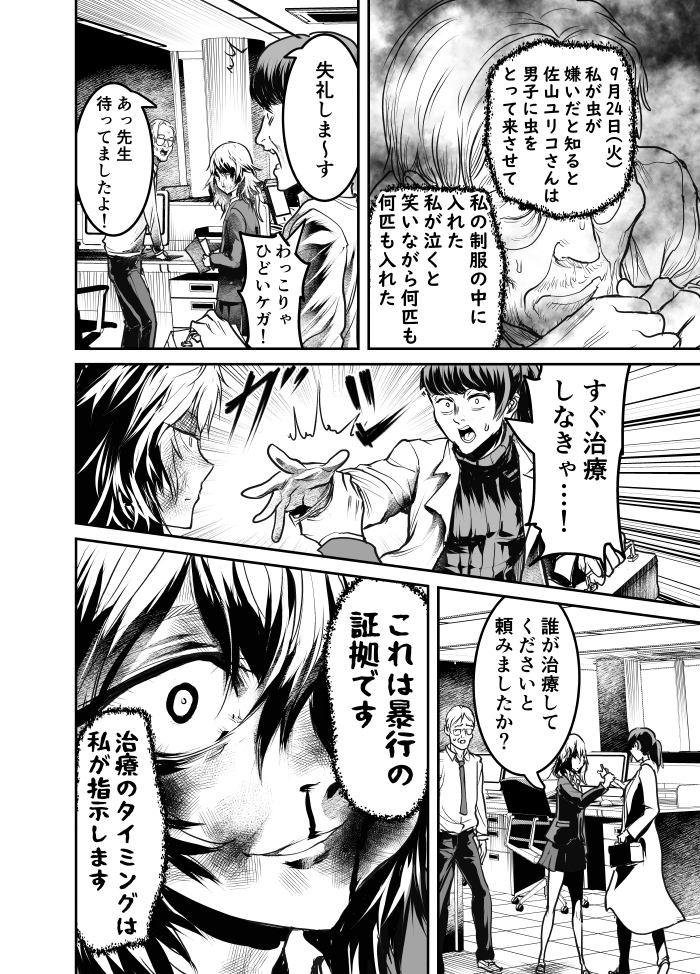 9月24日(火)
私が虫が
嫌いだと知ると
佐山ユリコさんは
男子に虫を
とって来させて
私の制服の中に
入れた
私が泣くと
笑いながら何匹も
何匹も入れた
失礼しま〜す
あっ先生
待ってましたよ!
わっこりゃ
ひどいケガ!
すぐ治療
しなきゃ…!
ガッ
誰が治療して
くださいと
頼みましたか?
これは暴行の
証拠です
治療のタイミングは
私が指示します